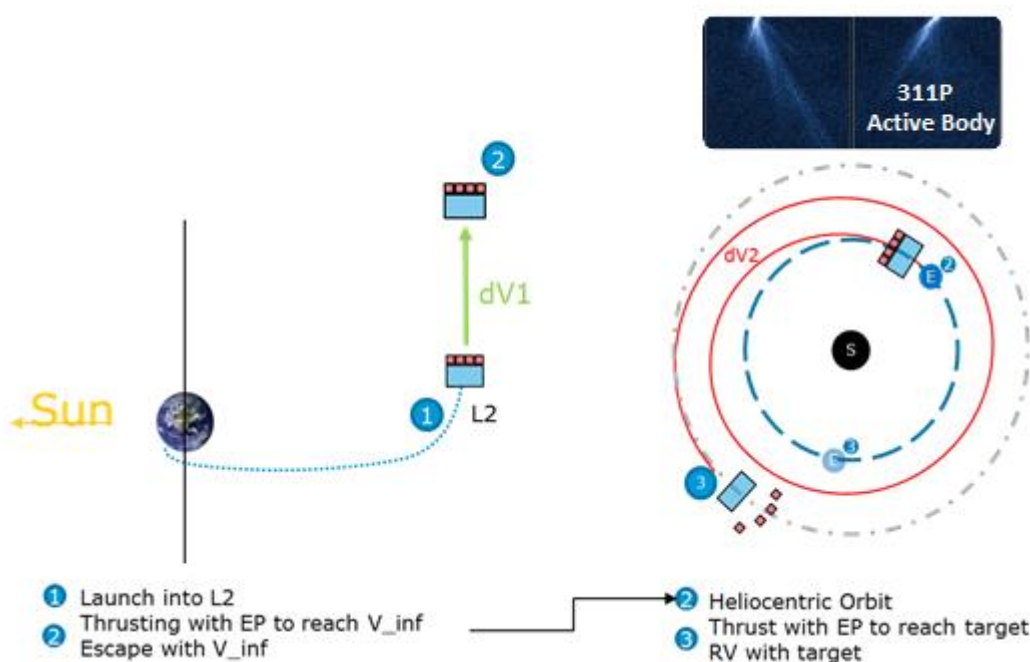 311P
Active Body
2
dV1
1
L2
Sun
dV2
E
2
S
E
3
3
1 Launch into L2
Thrusting with EP to reach V_inf
2 Escape with V_inf
2 Heliocentric Orbit
3 Thrust with EP to reach target
RV with target